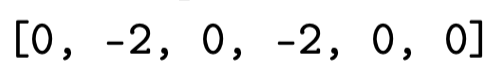 [0, -2, 0, -2, 0, 0]